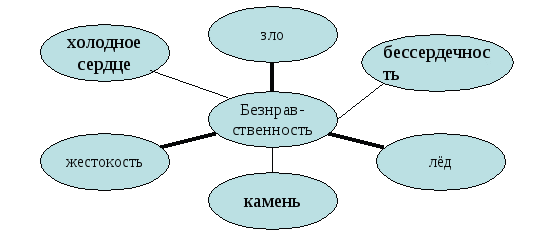 холодное
сердце
зло
бессердечнос
ть
Безнрав-
ственность
жестокость
лёд
камень